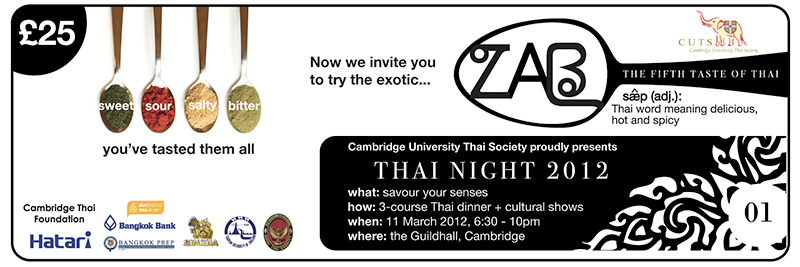 £25
sweet sour salty bitter
you've tasted them all
Cambridge Thai
Foundation
Hatari
Bangkok Bank
BANGKOK PREP
SINGHA
Now we invite you
to try the exotic...
ZAB
CUTS
Cambridge University Thai Society
THE FIFTH TASTE OF THAI
sæ̂p (adj.):
Thai word meaning delicious,
hot and spicy
Cambridge University Thai Society proudly presents
THAI NIGHT 2012
what: savour your senses
how: 3-course Thai dinner + cultural shows
when: 11 March 2012, 6:30 - 10pm
where: the Guildhall, Cambridge
01